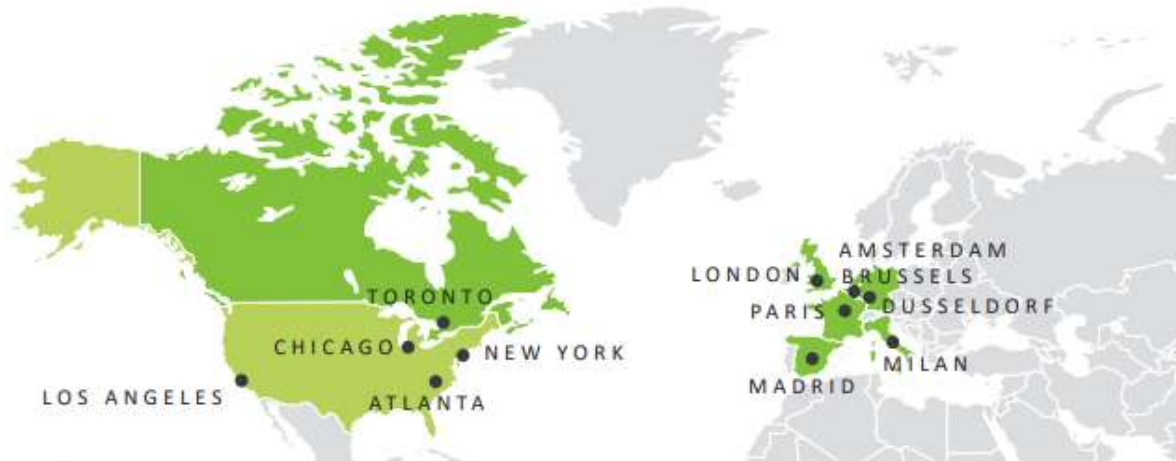 TORONTO
CHICAGO
NEW YORK
LOS ANGELES
ATLANTA
AMSTERDAM
LONDON
BRUSSELS
PARIS
DUSSELDORF
MILAN
MADRID